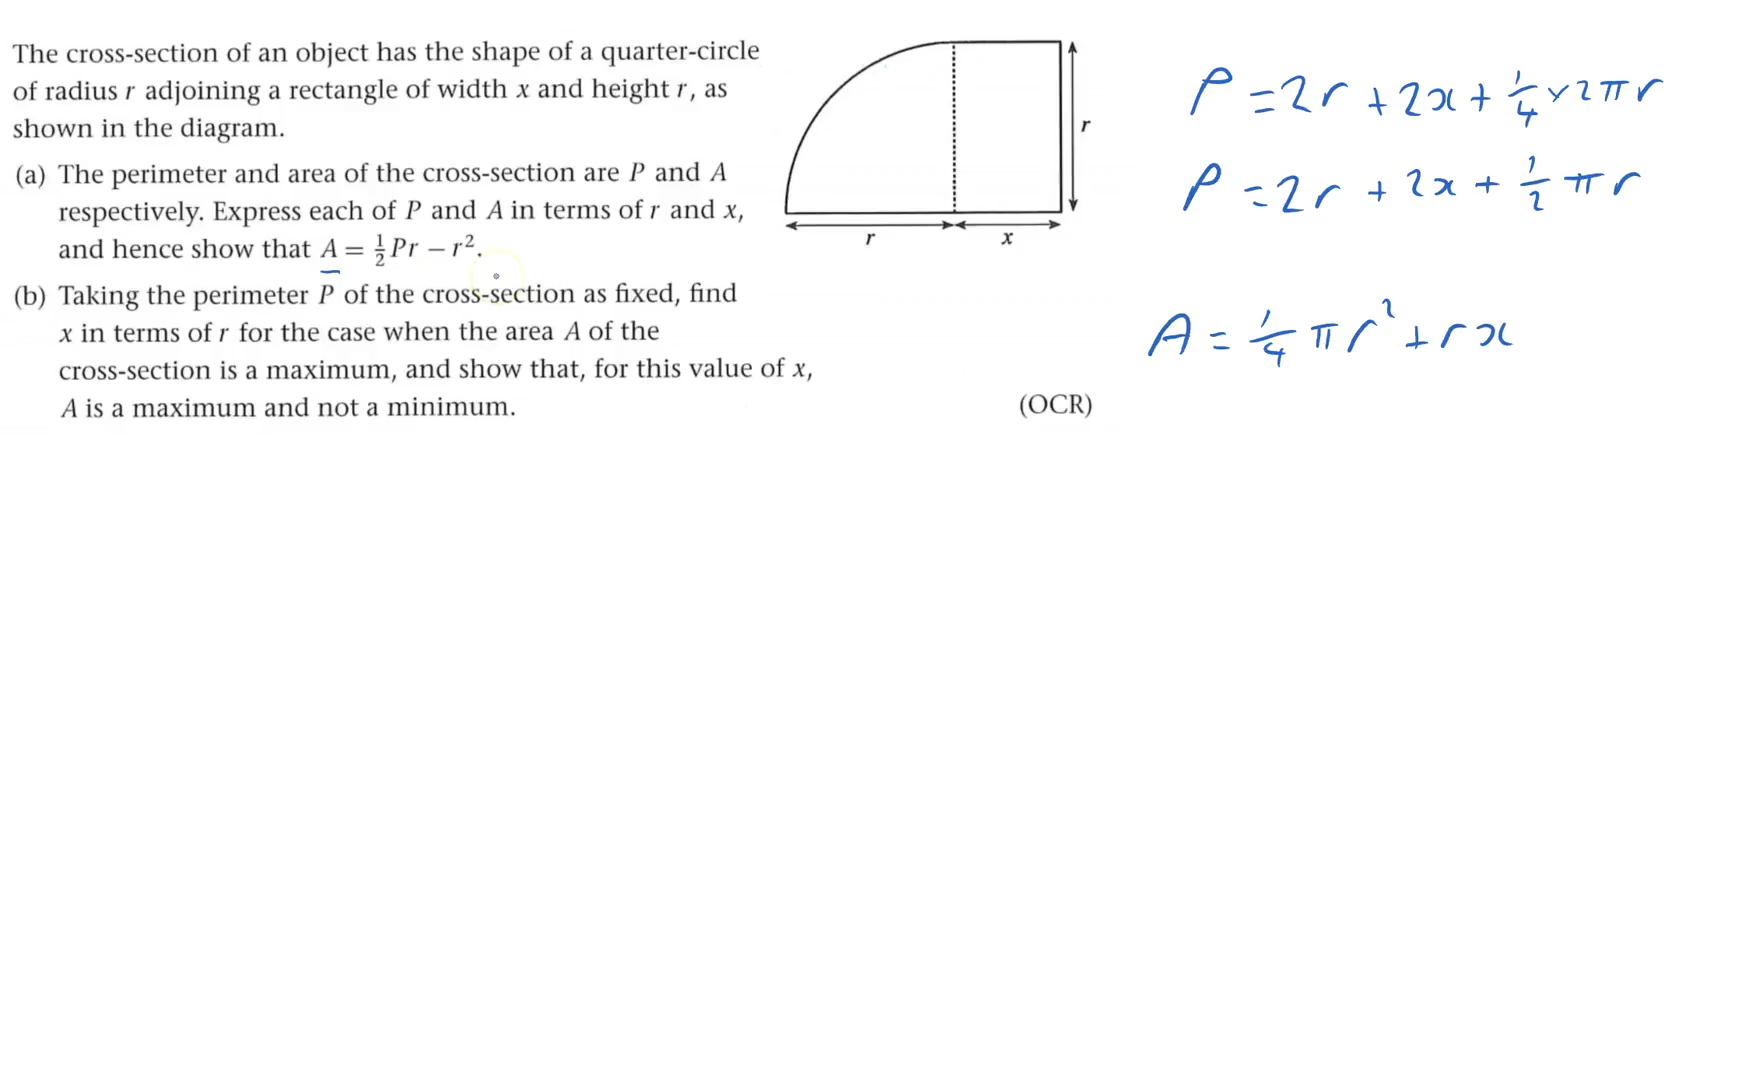 The cross-section of an object has the shape of a quarter-circle
of radius r adjoining a rectangle of width x and height r, as
shown in the diagram.
(a) The perimeter and area of the cross-section are P and A
respectively. Express each of P and A in terms of r and x,
and hence show that A = ½Pr − r².
(b) Taking the perimeter P of the cross-section as fixed, find
x in terms of r for the case when the area A of the
cross-section is a maximum, and show that, for this value of x,
A is a maximum and not a minimum.
(OCR)
r
r
x
P = 2r + 2x + ¼ × 2πr
P = 2r + 2x + ½ πr
A = ¼ πr² + rx